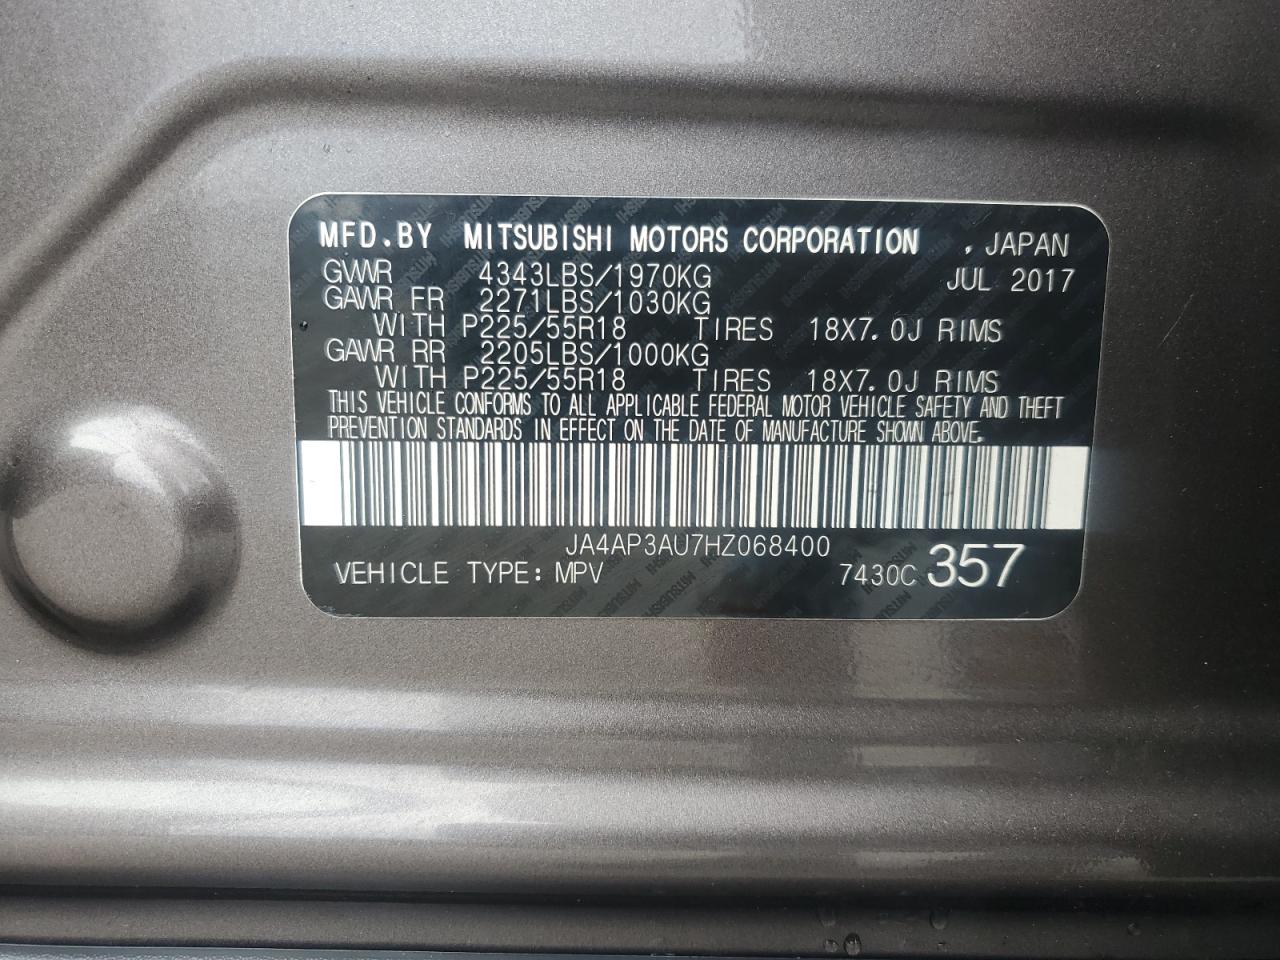 MFD.BY MITSUBISHI MOTORS CORPORATION , JAPAN
GVWR 4343LBS/1970KG JUL 2017
GAWR FR 2271LBS/1030KG
WITH P225/55R18 TIRES 18X7.0J RIMS
GAWR RR 2205LBS/1000KG
WITH P225/55R18 TIRES 18X7.0J RIMS
THIS VEHICLE CONFORMS TO ALL APPLICABLE FEDERAL MOTOR VEHICLE SAFETY AND THEFT
PREVENTION STANDARDS IN EFFECT ON THE DATE OF MANUFACTURE SHOWN ABOVE.
JA4AP3AU7HZ068400
VEHICLE TYPE: MPV 7430C 357